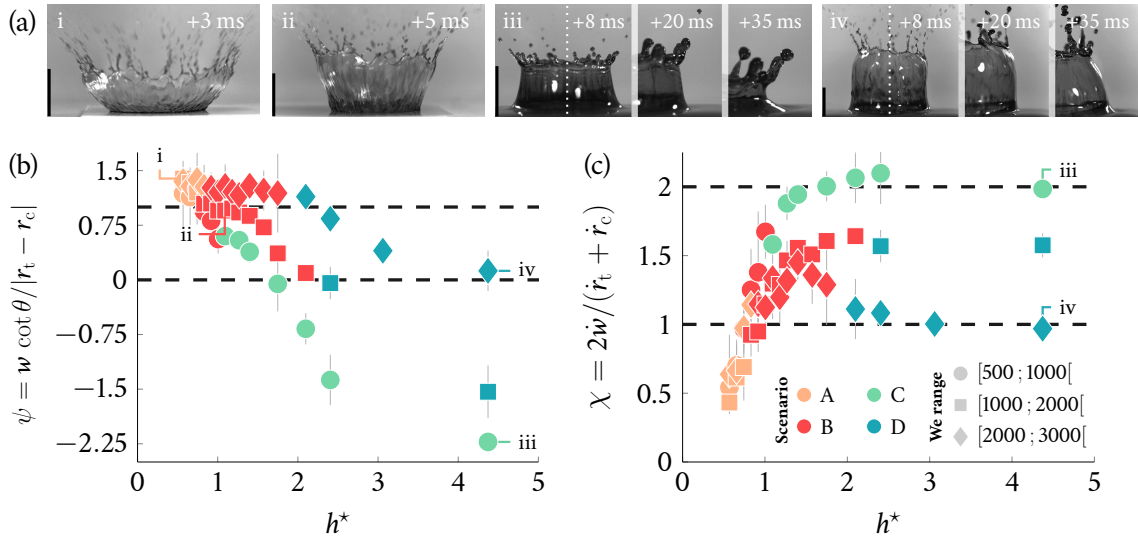 (a)
i
+3 ms
ii
+5 ms
iii
+8 ms
+20 ms
+35 ms
iv
+8 ms
+20 ms
+35 ms
(b)
1.5
0.75
0
−0.75
−1.5
−2.25
ψ = w cot θ/|r_t − r_c|
i
ii
iv
iii
0 1 2 3 4 5
h⋆
(c)
2
1.5
1
0.5
0
χ = 2ẇ/(ṙ_t + ṙ_c)
iii
iv
Scenario
A
B
C
D
We range
[500 ; 1000[
[1000 ; 2000[
[2000 ; 3000[
0 1 2 3 4 5
h⋆